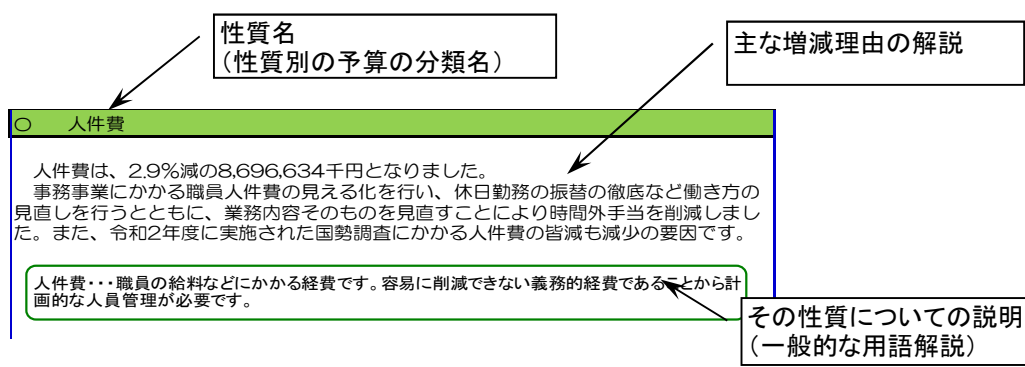 性質名
（性質別の予算の分類名）
主な増減理由の解説
○　人件費
人件費は、2.9%減の8,696,634千円となりました。
事務事業にかかる職員人件費の見える化を行い、休日勤務の振替の徹底など働き方の
見直しを行うとともに、業務内容そのものを見直すことにより時間外手当を削減しまし
た。また、令和2年度に実施された国勢調査にかかる人件費の皆減も減少の要因です。
人件費・・・職員の給料などにかかる経費です。容易に削減できない義務的経費であることから計
画的な人員管理が必要です。
その性質についての説明
（一般的な用語解説）